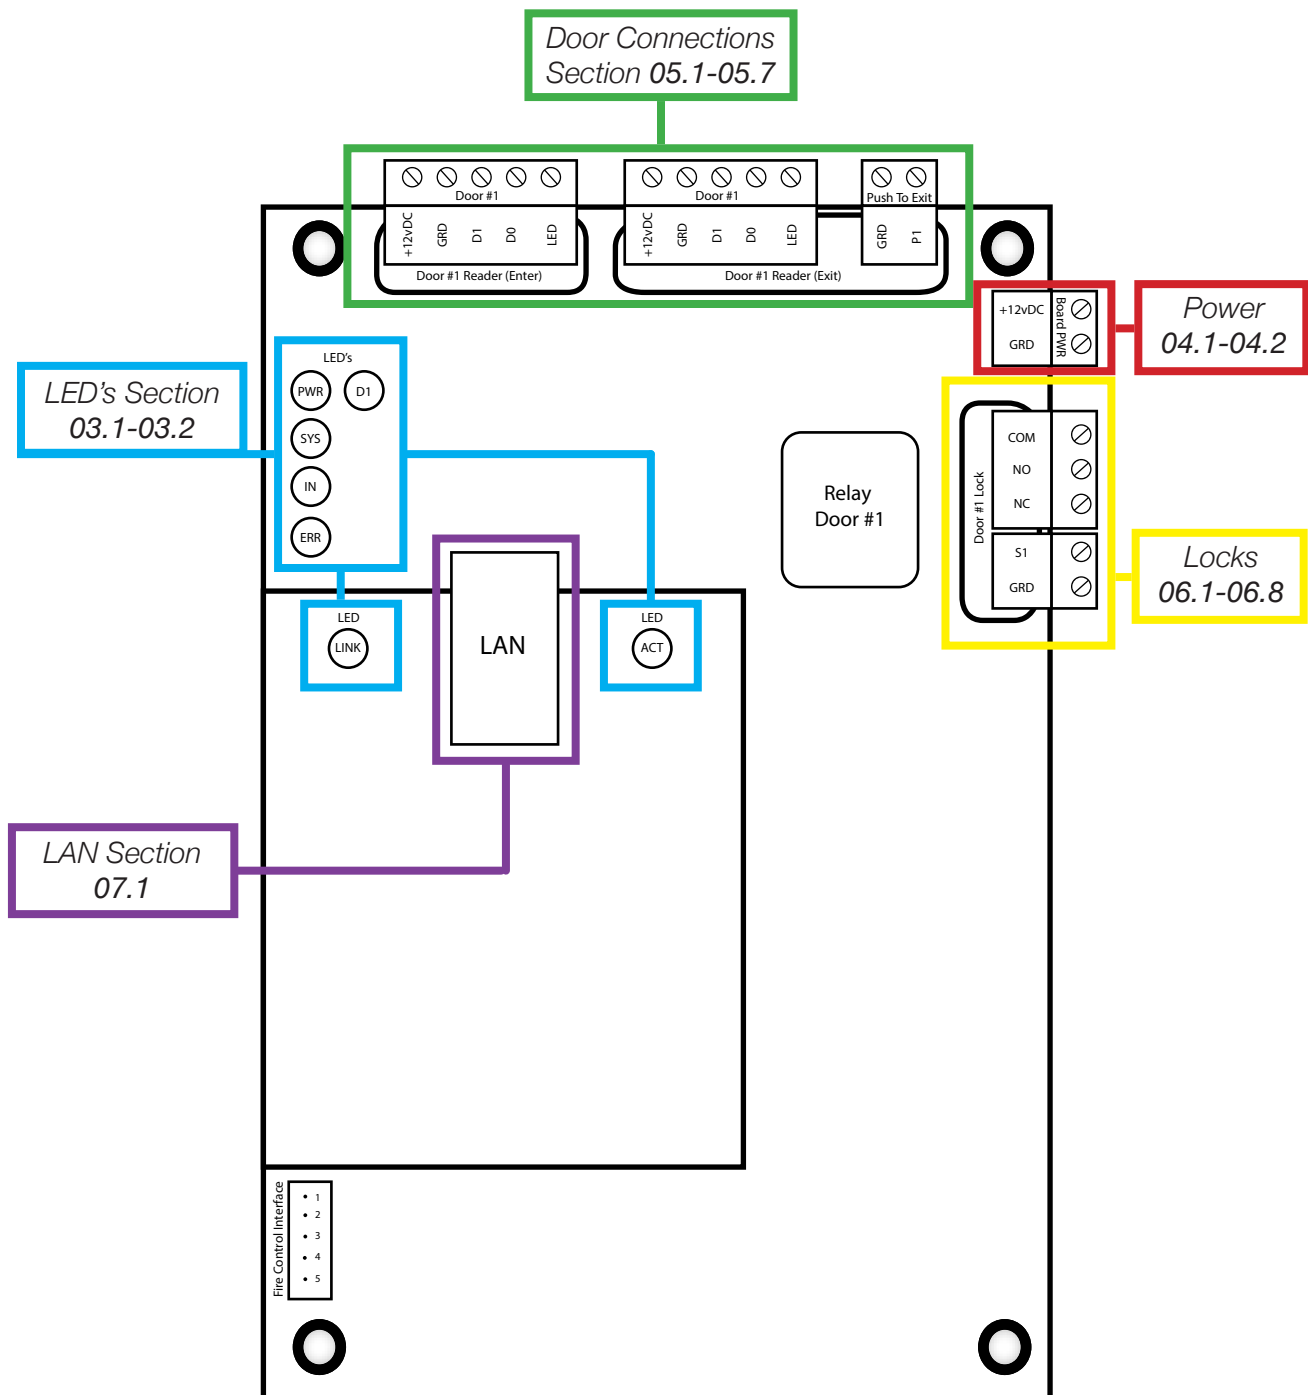 Door Connections
Section 05.1-05.7
Door #1
+12vDC
GRD
D1
D0
LED
Door #1 Reader (Enter)
Door #1
+12vDC
GRD
D1
D0
LED
Door #1 Reader (Exit)
Push To Exit
GRD
P1
+12vDC
GRD
Board PWR
Power
04.1-04.2
LED's
PWR
D1
SYS
IN
ERR
LED's Section
03.1-03.2
COM
NO
NC
S1
GRD
Door #1 Lock
Relay
Door #1
Locks
06.1-06.8
LED
LINK
LAN
LED
ACT
LAN Section
07.1
Fire Control Interface
1
2
3
4
5